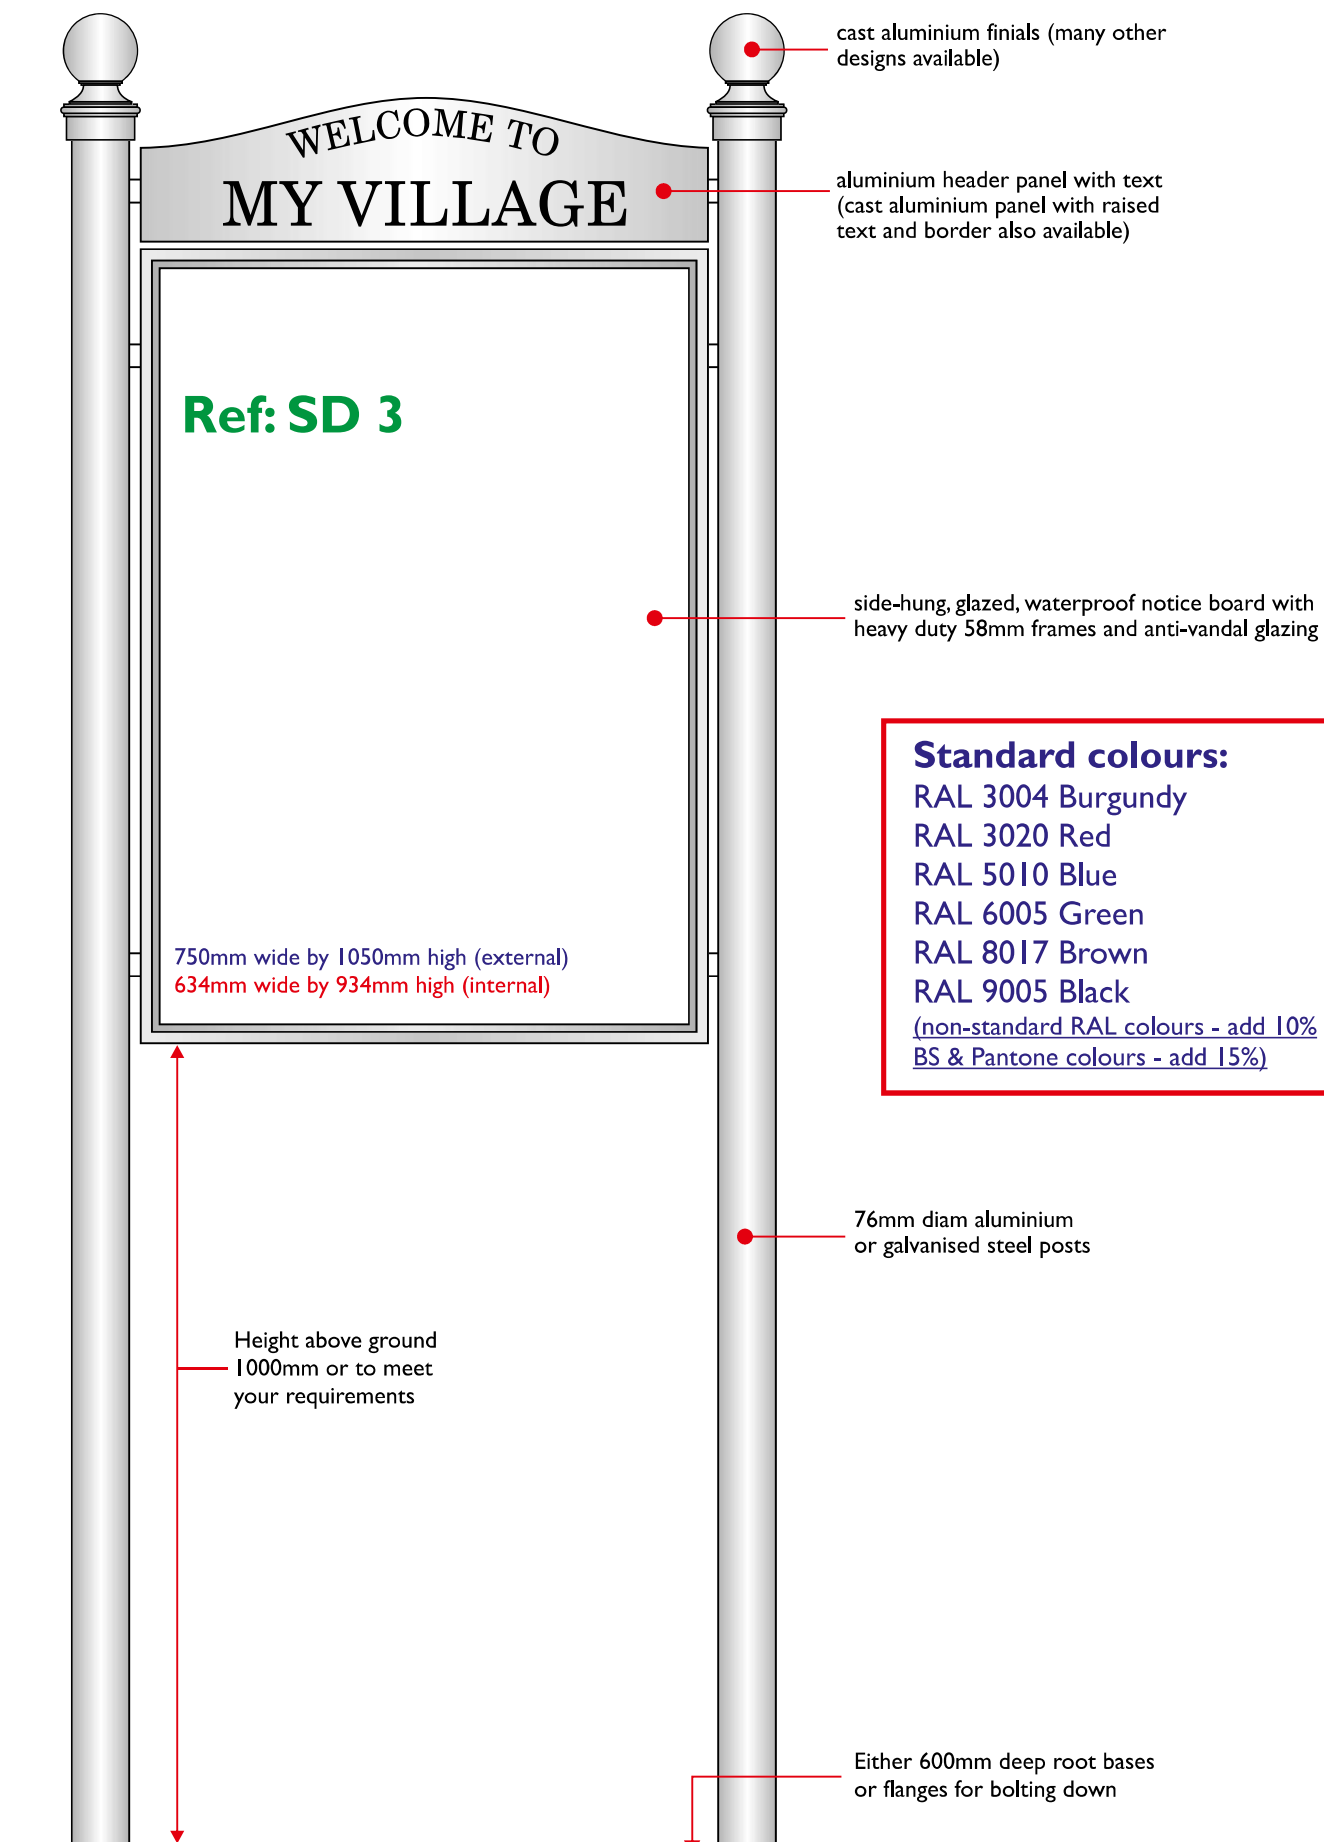 cast aluminium finials (many other
designs available)
WELCOME TO
MY VILLAGE
aluminium header panel with text
(cast aluminium panel with raised
text and border also available)
Ref: SD 3
side-hung, glazed, waterproof notice board with
heavy duty 58mm frames and anti-vandal glazing
Standard colours:
RAL 3004 Burgundy
RAL 3020 Red
RAL 5010 Blue
RAL 6005 Green
RAL 8017 Brown
RAL 9005 Black
(non-standard RAL colours - add 10%
BS & Pantone colours - add 15%)
750mm wide by 1050mm high (external)
634mm wide by 934mm high (internal)
76mm diam aluminium
or galvanised steel posts
Height above ground
1000mm or to meet
your requirements
Either 600mm deep root bases
or flanges for bolting down